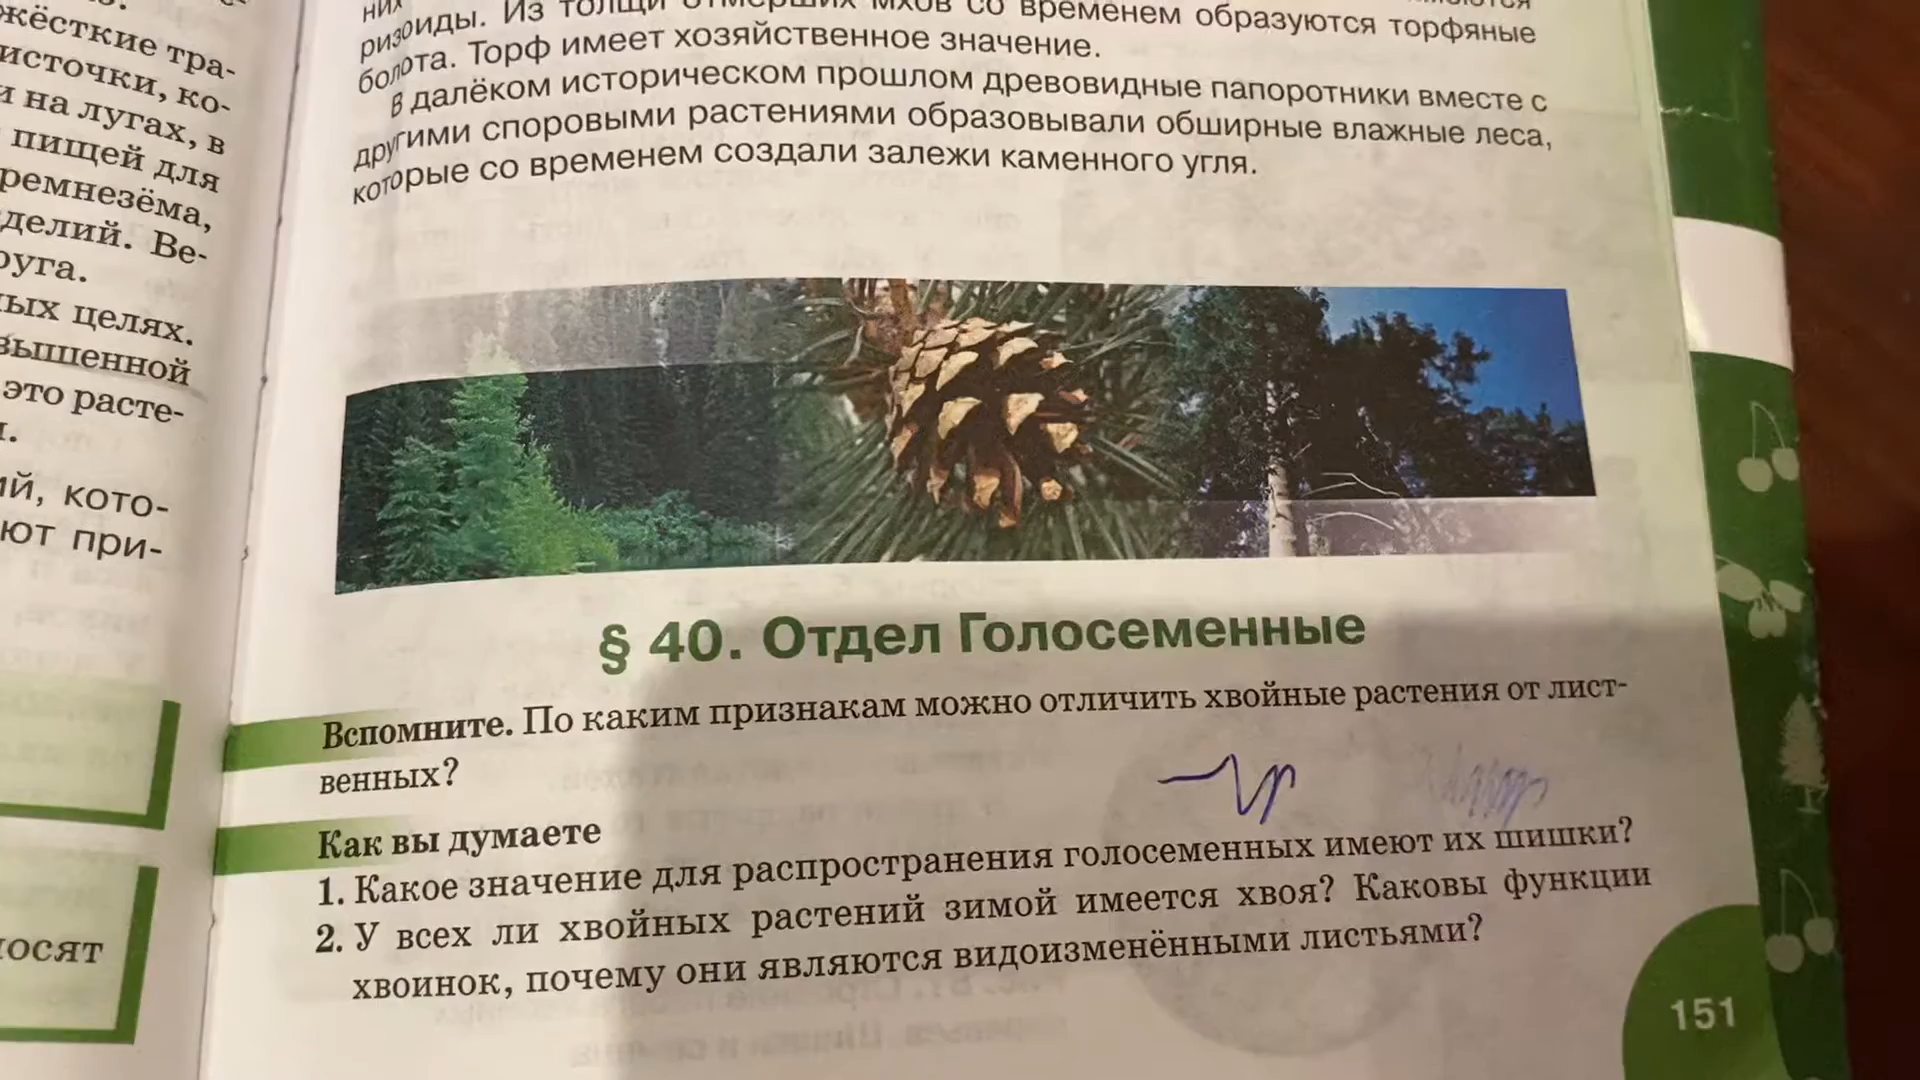 жёсткие тра-
источки, ко-
и на лугах, в
пищей для
ремнезёма,
делий. Ве-
руга.
ых целях.
вышенной
это расте-
ий, кото-
ют при-
осят
ризоиды. Из толщи отмерших мхов со временем образуются торфяные
болота. Торф имеет хозяйственное значение.
В далёком историческом прошлом древовидные папоротники вместе с
другими споровыми растениями образовывали обширные влажные леса,
которые со временем создали залежи каменного угля.
§ 40. Отдел Голосеменные
Вспомните. По каким признакам можно отличить хвойные растения от лист-
венных?
Как вы думаете
1. Какое значение для распространения голосеменных имеют их шишки?
2. У всех ли хвойных растений зимой имеется хвоя? Каковы функции
хвоинок, почему они являются видоизменёнными листьями?
151